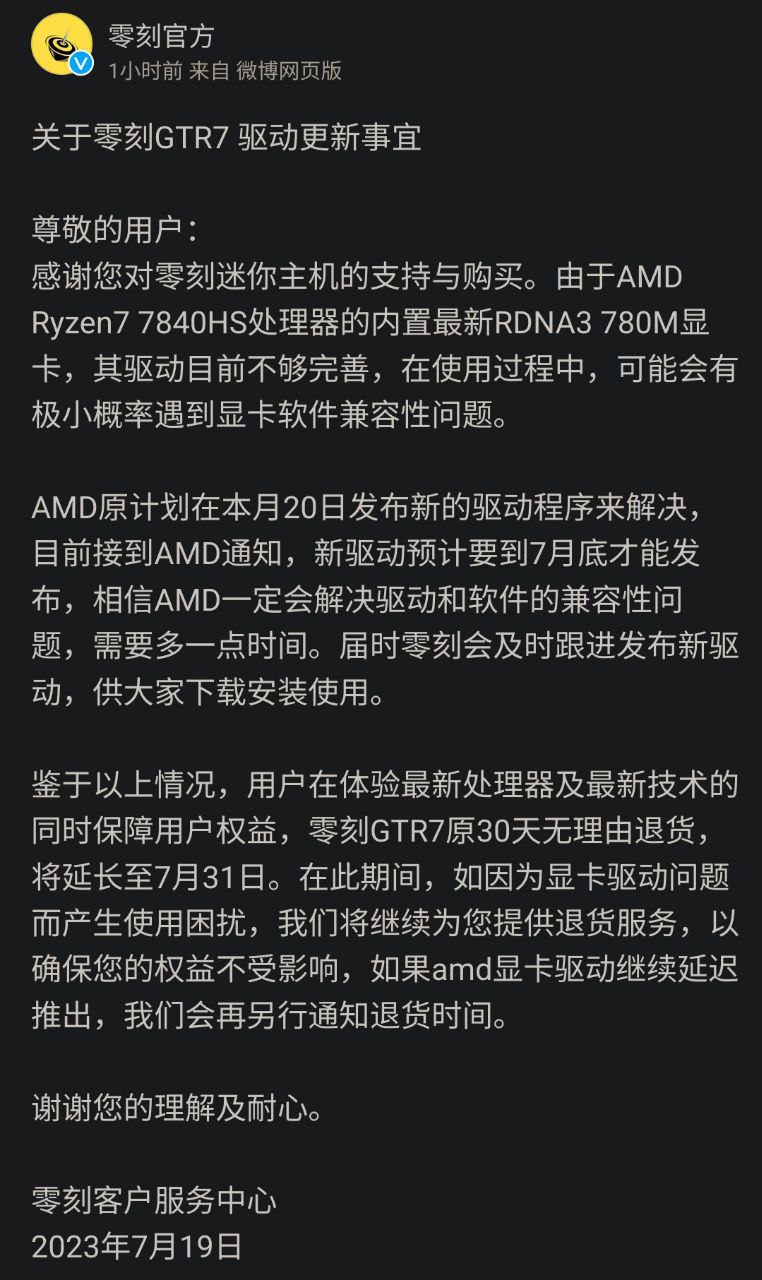 零刻官方
1小时前 来自 微博网页版
关于零刻GTR7 驱动更新事宜
尊敬的用户：
感谢您对零刻迷你主机的支持与购买。由于AMD
Ryzen7 7840HS处理器的内置最新RDNA3 780M显
卡，其驱动目前不够完善，在使用过程中，可能会有
极小概率遇到显卡软件兼容性问题。
AMD原计划在本月20日发布新的驱动程序来解决，
目前接到AMD通知，新驱动预计要到7月底才能发
布，相信AMD一定会解决驱动和软件的兼容性问
题，需要多一点时间。届时零刻会及时跟进发布新驱
动，供大家下载安装使用。
鉴于以上情况，用户在体验最新处理器及最新技术的
同时保障用户权益，零刻GTR7原30天无理由退货，
将延长至7月31日。在此期间，如因为显卡驱动问题
而产生使用困扰，我们将继续为您提供退货服务，以
确保您的权益不受影响，如果amd显卡驱动继续延迟
推出，我们会再另行通知退货时间。
谢谢您的理解及耐心。
零刻客户服务中心
2023年7月19日